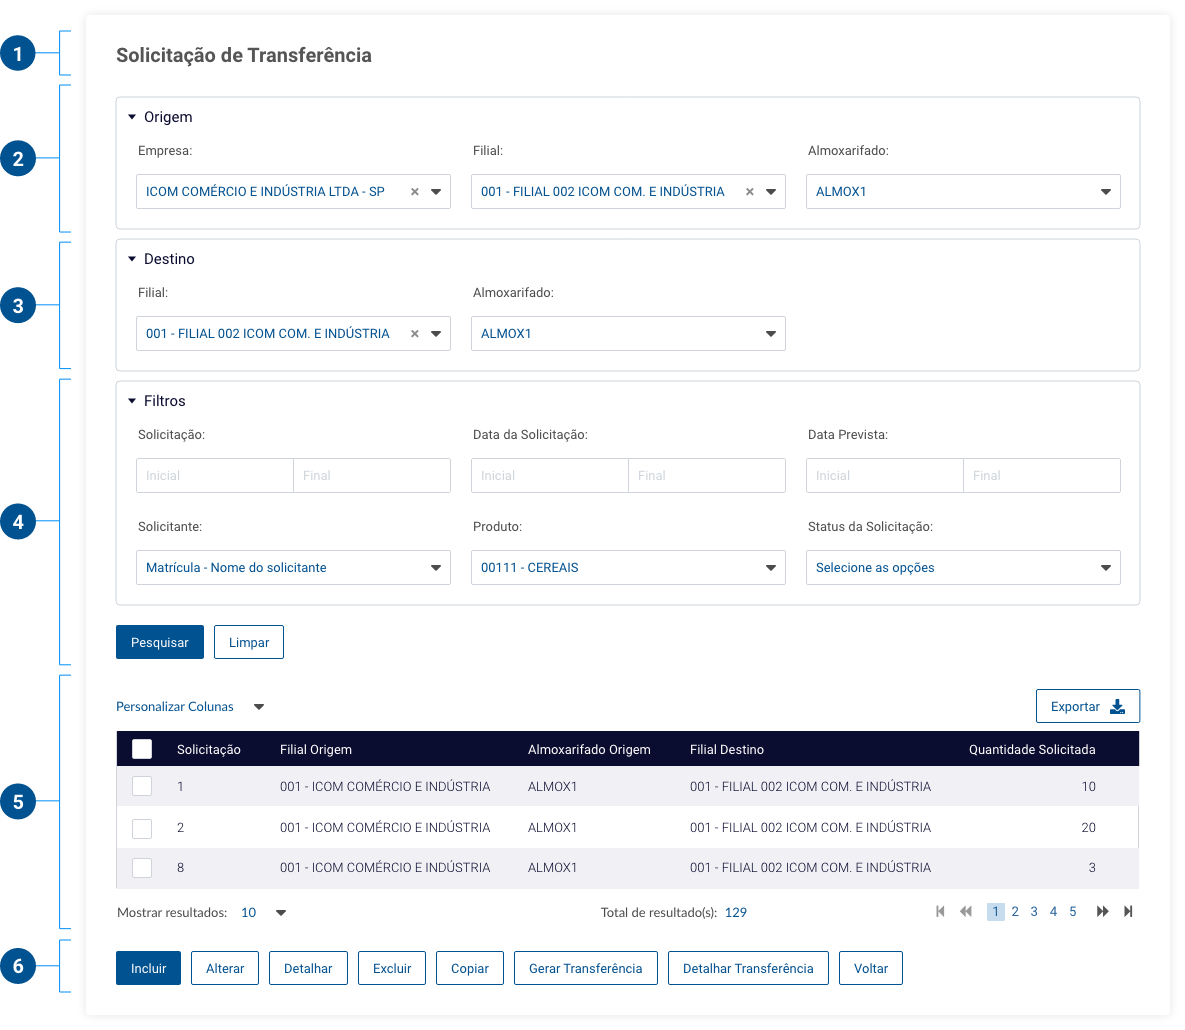 1
Solicitação de Transferência
2
Origem
Empresa: Filial: Almoxarifado:
ICOM COMÉRCIO E INDÚSTRIA LTDA - SP × 001 - FILIAL 002 ICOM COM. E INDÚSTRIA × ALMOX1
3
Destino
Filial: Almoxarifado:
001 - FILIAL 002 ICOM COM. E INDÚSTRIA × ALMOX1
4
Filtros
Solicitação: Data da Solicitação: Data Prevista:
Inicial Final Inicial Final Inicial Final
Solicitante: Produto: Status da Solicitação:
Matrícula - Nome do solicitante 00111 - CEREAIS Selecione as opções
Pesquisar Limpar
5
Personalizar Colunas Exportar
Solicitação Filial Origem Almoxarifado Origem Filial Destino Quantidade Solicitada
1 001 - ICOM COMÉRCIO E INDÚSTRIA ALMOX1 001 - FILIAL 002 ICOM COM. E INDÚSTRIA 10
2 001 - ICOM COMÉRCIO E INDÚSTRIA ALMOX1 001 - FILIAL 002 ICOM COM. E INDÚSTRIA 20
8 001 - ICOM COMÉRCIO E INDÚSTRIA ALMOX1 001 - FILIAL 002 ICOM COM. E INDÚSTRIA 3
Mostrar resultados: 10 Total de resultado(s): 129 1 2 3 4 5
6
Incluir Alterar Detalhar Excluir Copiar Gerar Transferência Detalhar Transferência Voltar